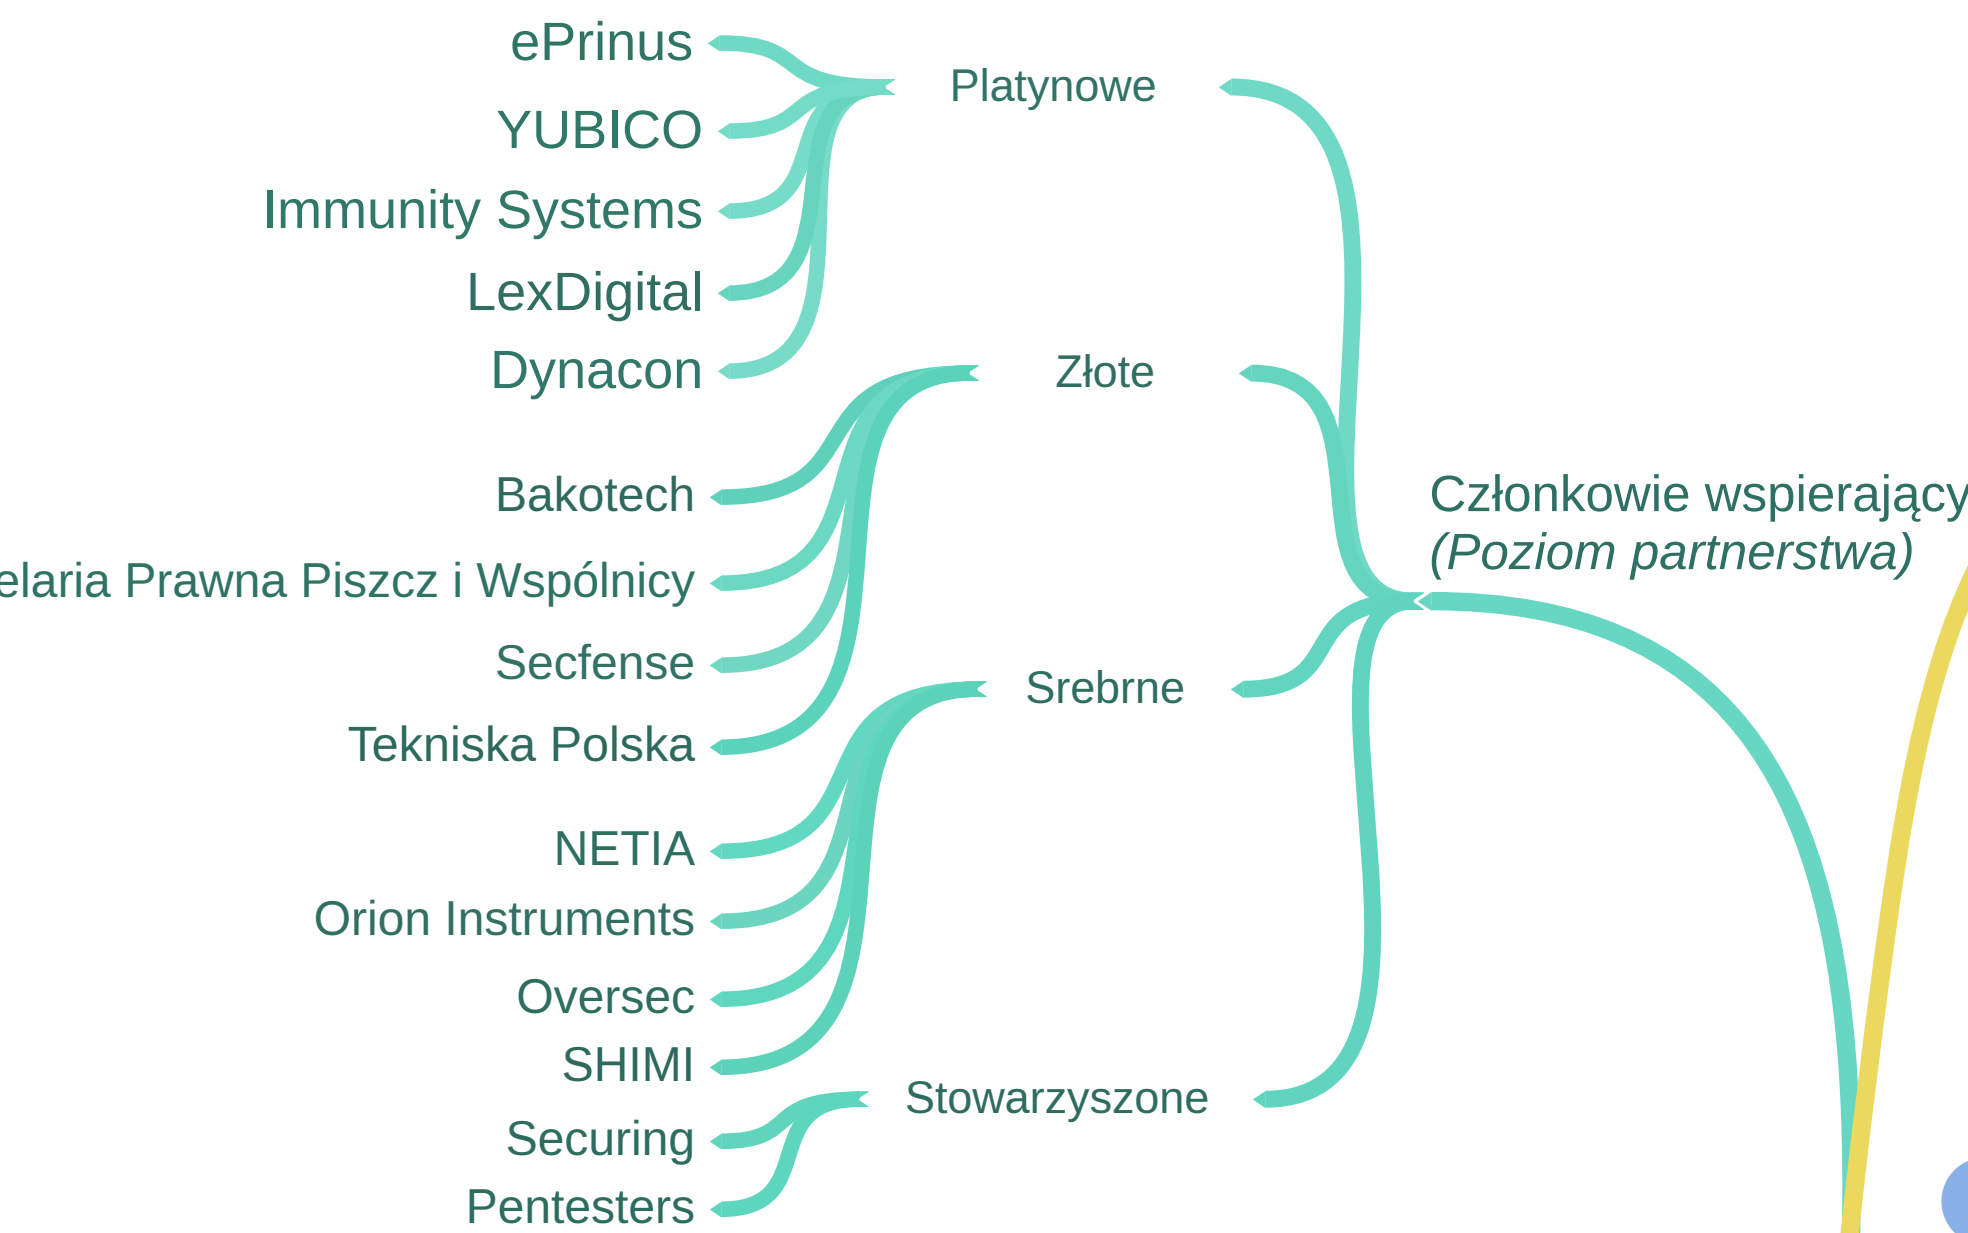 ePrinus
YUBICO
Immunity Systems
LexDigital
Dynacon
Platynowe
Bakotech
elaria Prawna Piszcz i Wspólnicy
Secfense
Tekniska Polska
Złote
NETIA
Orion Instruments
Oversec
SHIMI
Srebrne
Securing
Pentesters
Stowarzyszone
Członkowie wspierający
(Poziom partnerstwa)